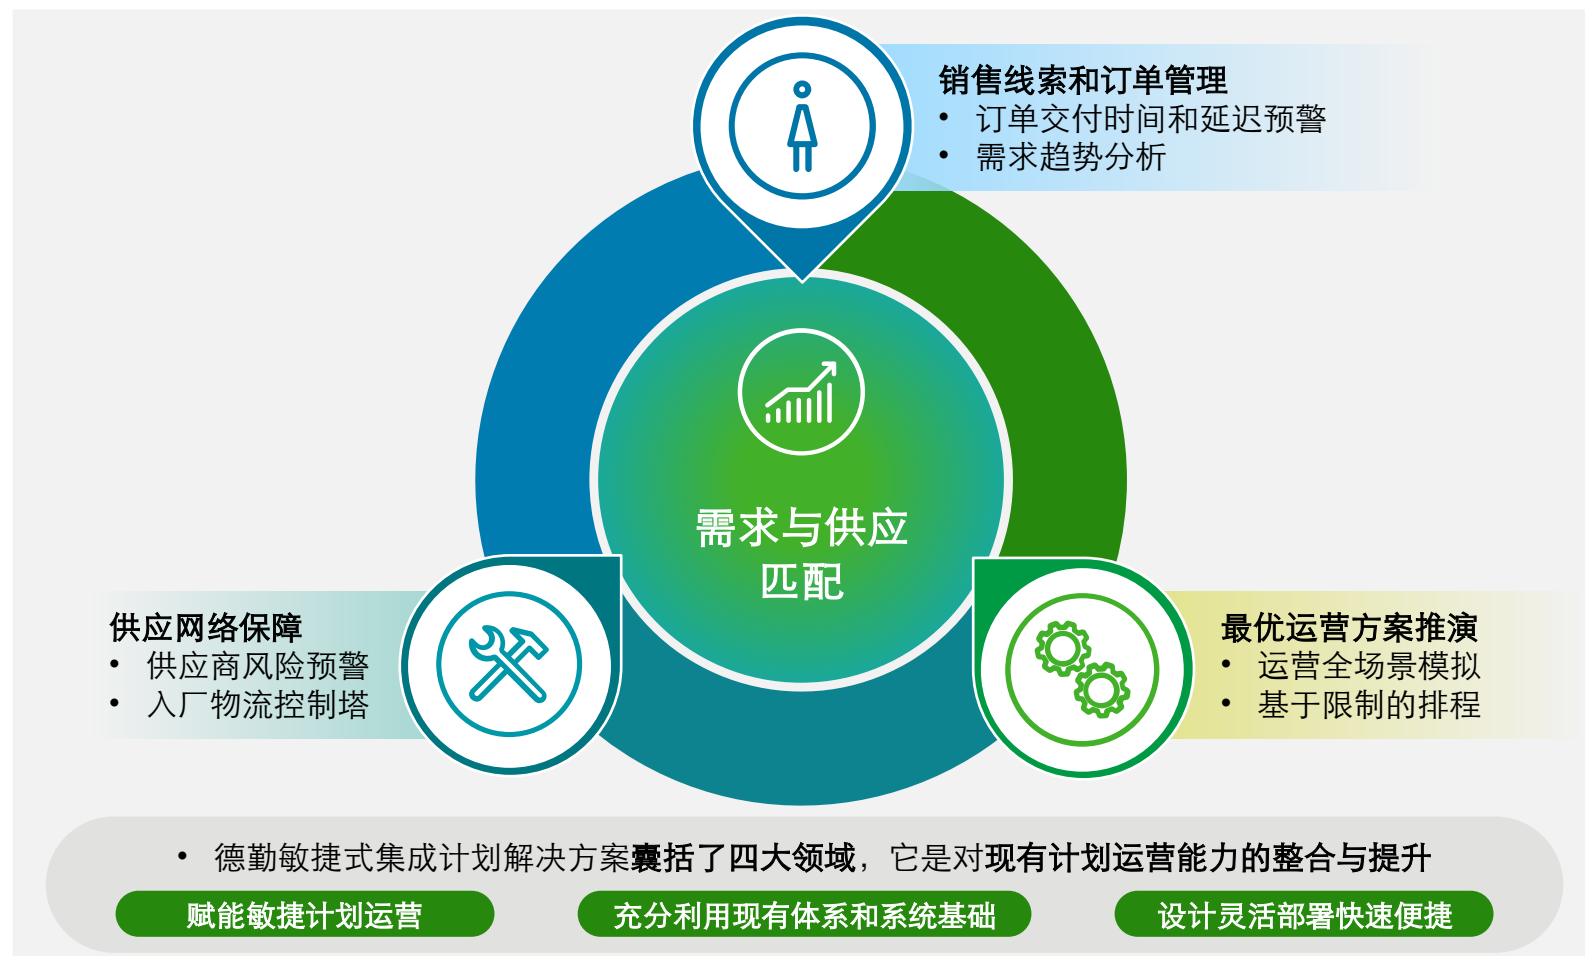 销售线索和订单管理
• 订单交付时间和延迟预警
• 需求趋势分析
需求与供应
匹配
供应网络保障
• 供应商风险预警
• 入厂物流控制塔
最优运营方案推演
• 运营全场景模拟
• 基于限制的排程
• 德勤敏捷式集成计划解决方案囊括了四大领域，它是对现有计划运营能力的整合与提升
赋能敏捷计划运营
充分利用现有体系和系统基础
设计灵活部署快速便捷